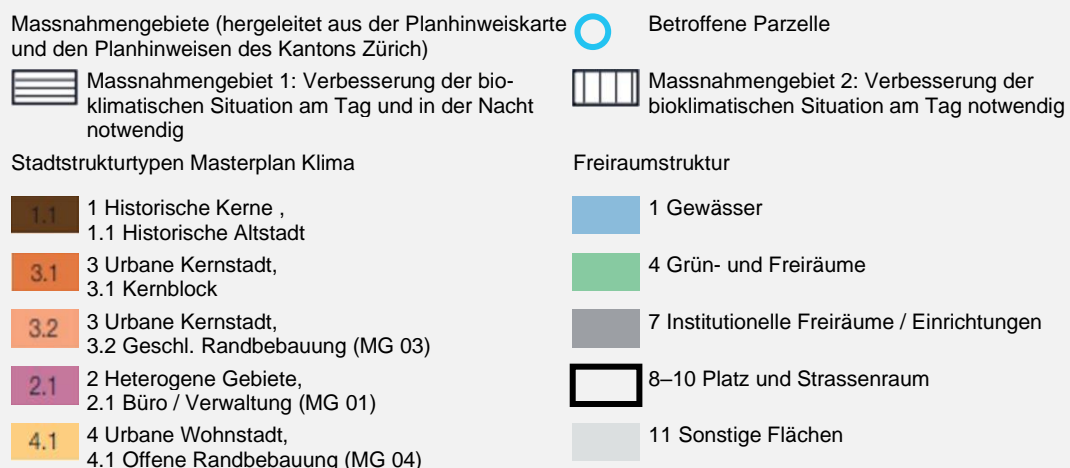 Massnahmengebiete (hergeleitet aus der Planhinweiskarte
und den Planhinweisen des Kantons Zürich)
Betroffene Parzelle
Massnahmengebiet 1: Verbesserung der bio-
klimatischen Situation am Tag und in der Nacht
notwendig
Massnahmengebiet 2: Verbesserung der
bioklimatischen Situation am Tag notwendig
Stadtstrukturtypen Masterplan Klima
1.1
1 Historische Kerne ,
1.1 Historische Altstadt
3.1
3 Urbane Kernstadt,
3.1 Kernblock
3.2
3 Urbane Kernstadt,
3.2 Geschl. Randbebauung (MG 03)
2.1
2 Heterogene Gebiete,
2.1 Büro / Verwaltung (MG 01)
4.1
4 Urbane Wohnstadt,
4.1 Offene Randbebauung (MG 04)
Freiraumstruktur
1 Gewässer
4 Grün- und Freiräume
7 Institutionelle Freiräume / Einrichtungen
8–10 Platz und Strassenraum
11 Sonstige Flächen